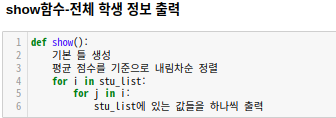 show함수-전체 학생 정보 출력
1 def show():
2     기본 틀 생성
3     평균 점수를 기준으로 내림차순 정렬
4     for i in stu_list:
5         for j in i:
6             stu_list에 있는 값들을 하나씩 출력